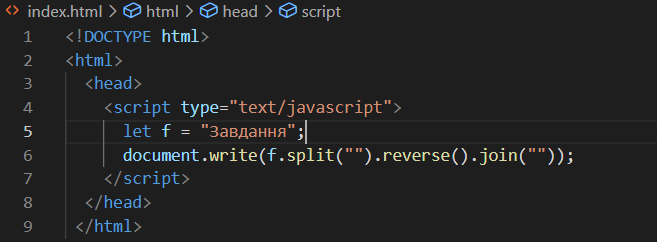 index.html > html > head > script
1 <!DOCTYPE html>
2 <html>
3 <head>
4 <script type="text/javascript">
5 let f = "Завдання";
6 document.write(f.split("").reverse().join(""));
7 </script>
8 </head>
9 </html>